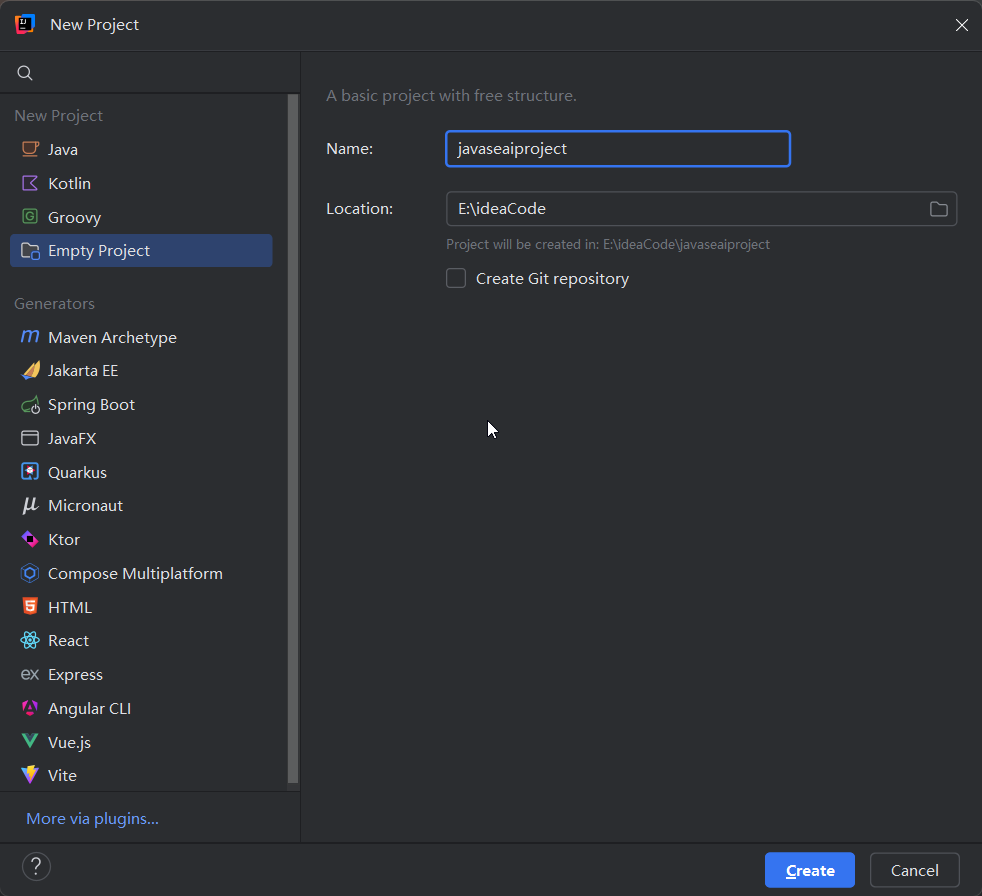 New Project
New Project
Java
Kotlin
Groovy
Empty Project
Generators
Maven Archetype
Jakarta EE
Spring Boot
JavaFX
Quarkus
Micronaut
Ktor
Compose Multiplatform
HTML
React
Express
Angular CLI
Vue.js
Vite
More via plugins...
A basic project with free structure.
Name: javaseaiproject
Location: E:\ideaCode
Project will be created in: E:\ideaCode\javaseaiproject
Create Git repository
? Create Cancel